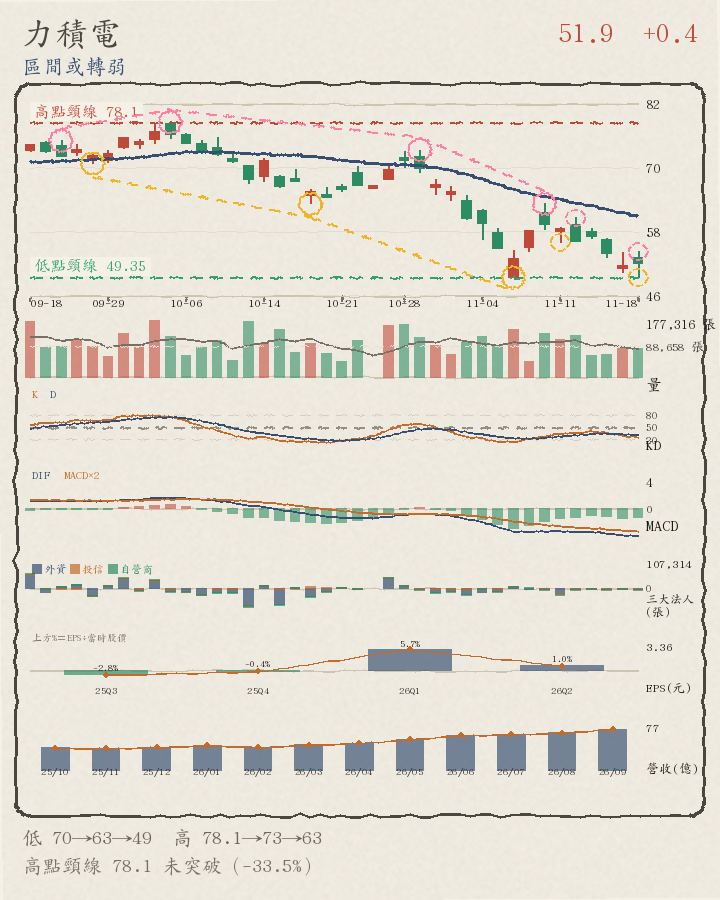 力積電
51.9 +0.4
區間或轉弱
高點頸線 78.1
82
70
58
46
低點頸線 49.35
09-18 09-29 10-06 10-14 10-21 10-28 11-04 11-11 11-18
177,316 張
88,658 張
量
K D
80
50
20
KD
DIF MACD×2
4
0
MACD
外資 投信 自營商
107,314
0
三大法人
(張)
上方%=EPS÷當時股價
3.36
-2.8% -0.4% 5.7% 1.0%
25Q3 25Q4 26Q1 26Q2
EPS(元)
77
25/10 25/11 25/12 26/01 26/02 26/03 26/04 26/05 26/06 26/07 26/08 26/09
營收(億)
低 70→63→49 高 78.1→73→63
高點頸線 78.1 未突破 (-33.5%)